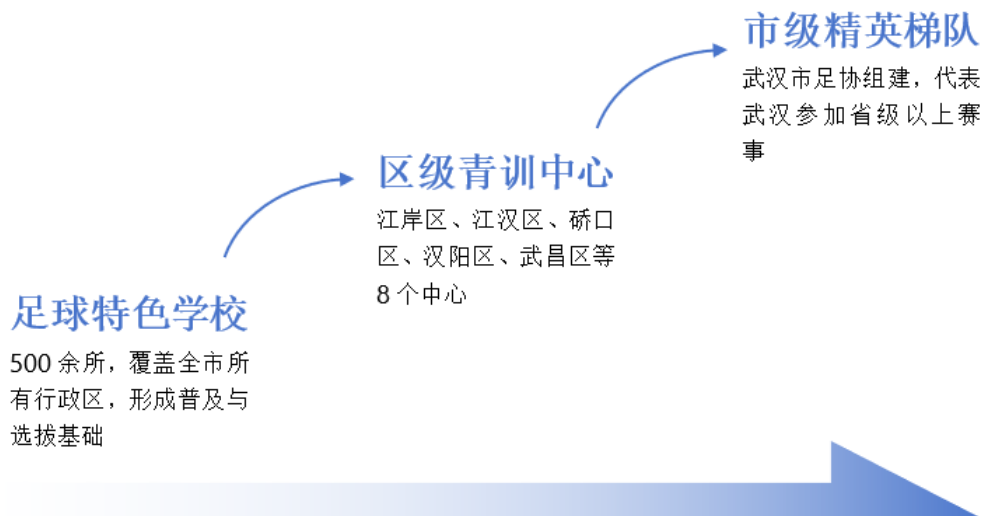 市级精英梯队
武汉市足协组建，代表
武汉参加省级以上赛
事
区级青训中心
江岸区、江汉区、硚口
区、汉阳区、武昌区等
8 个中心
足球特色学校
500 余所，覆盖全市所
有行政区，形成普及与
选拔基础